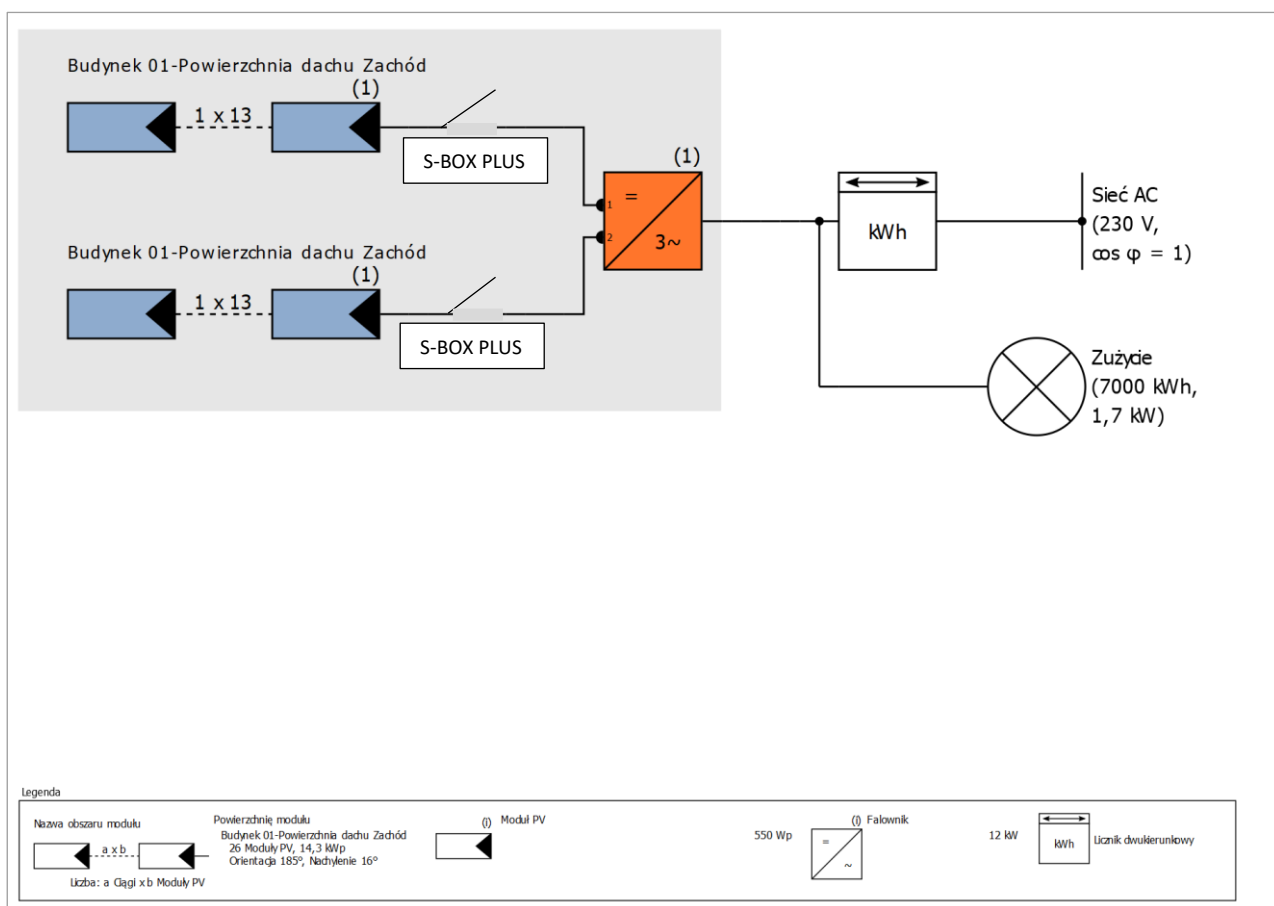 Budynek 01-Powierzchnia dachu Zachód
(1)
1 x 13
S-BOX PLUS
(1)
1
=
2
3~
kWh
Sieć AC
(230 V,
cos φ = 1)
Budynek 01-Powierzchnia dachu Zachód
(1)
1 x 13
S-BOX PLUS
Zużycie
(7000 kWh,
1,7 kW)
Legenda
Nazwa obszaru modułu
a x b
Liczba: a Ciągi x b Moduły PV
Powierzchnię modułu
Budynek 01-Powierzchnia dachu Zachód
26 Moduły PV, 14,3 kWp
Orientacja 185°, Nachylenie 16°
(i) Moduł PV
550 Wp
(i) Falownik
=
~
12 kW
kWh
Licznik dwukierunkowy